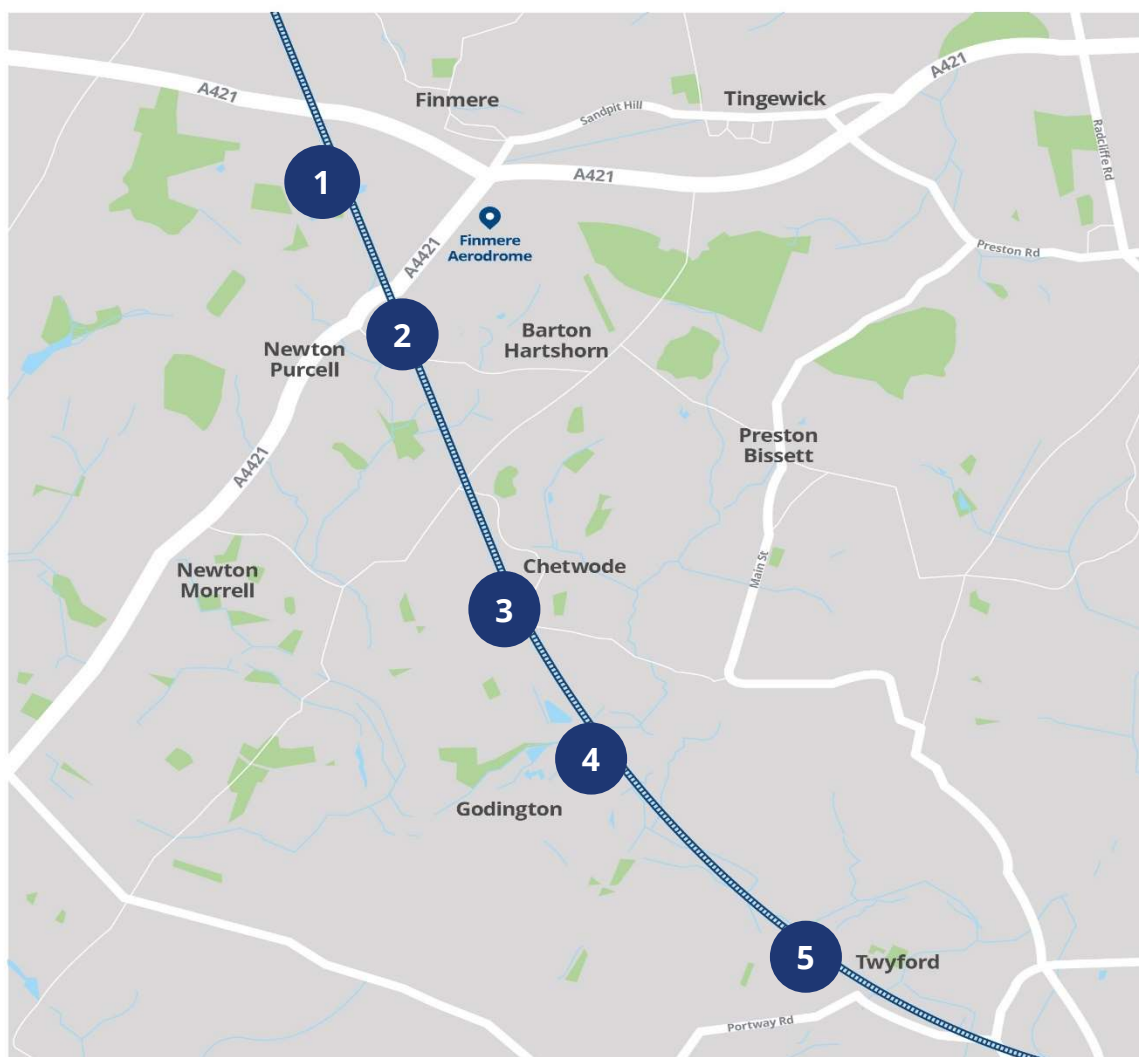 A421
Finmere
Sandpit Hill
Tingewick
A421
Radcliffe Rd
1
A421
Finmere
Aerodrome
A4421
Preston Rd
2
Barton
Hartshorn
Newton
Purcell
Preston
Bissett
A4421
Newton
Morrell
Chetwode
Main St
3
4
Godington
5
Twyford
Portway Rd